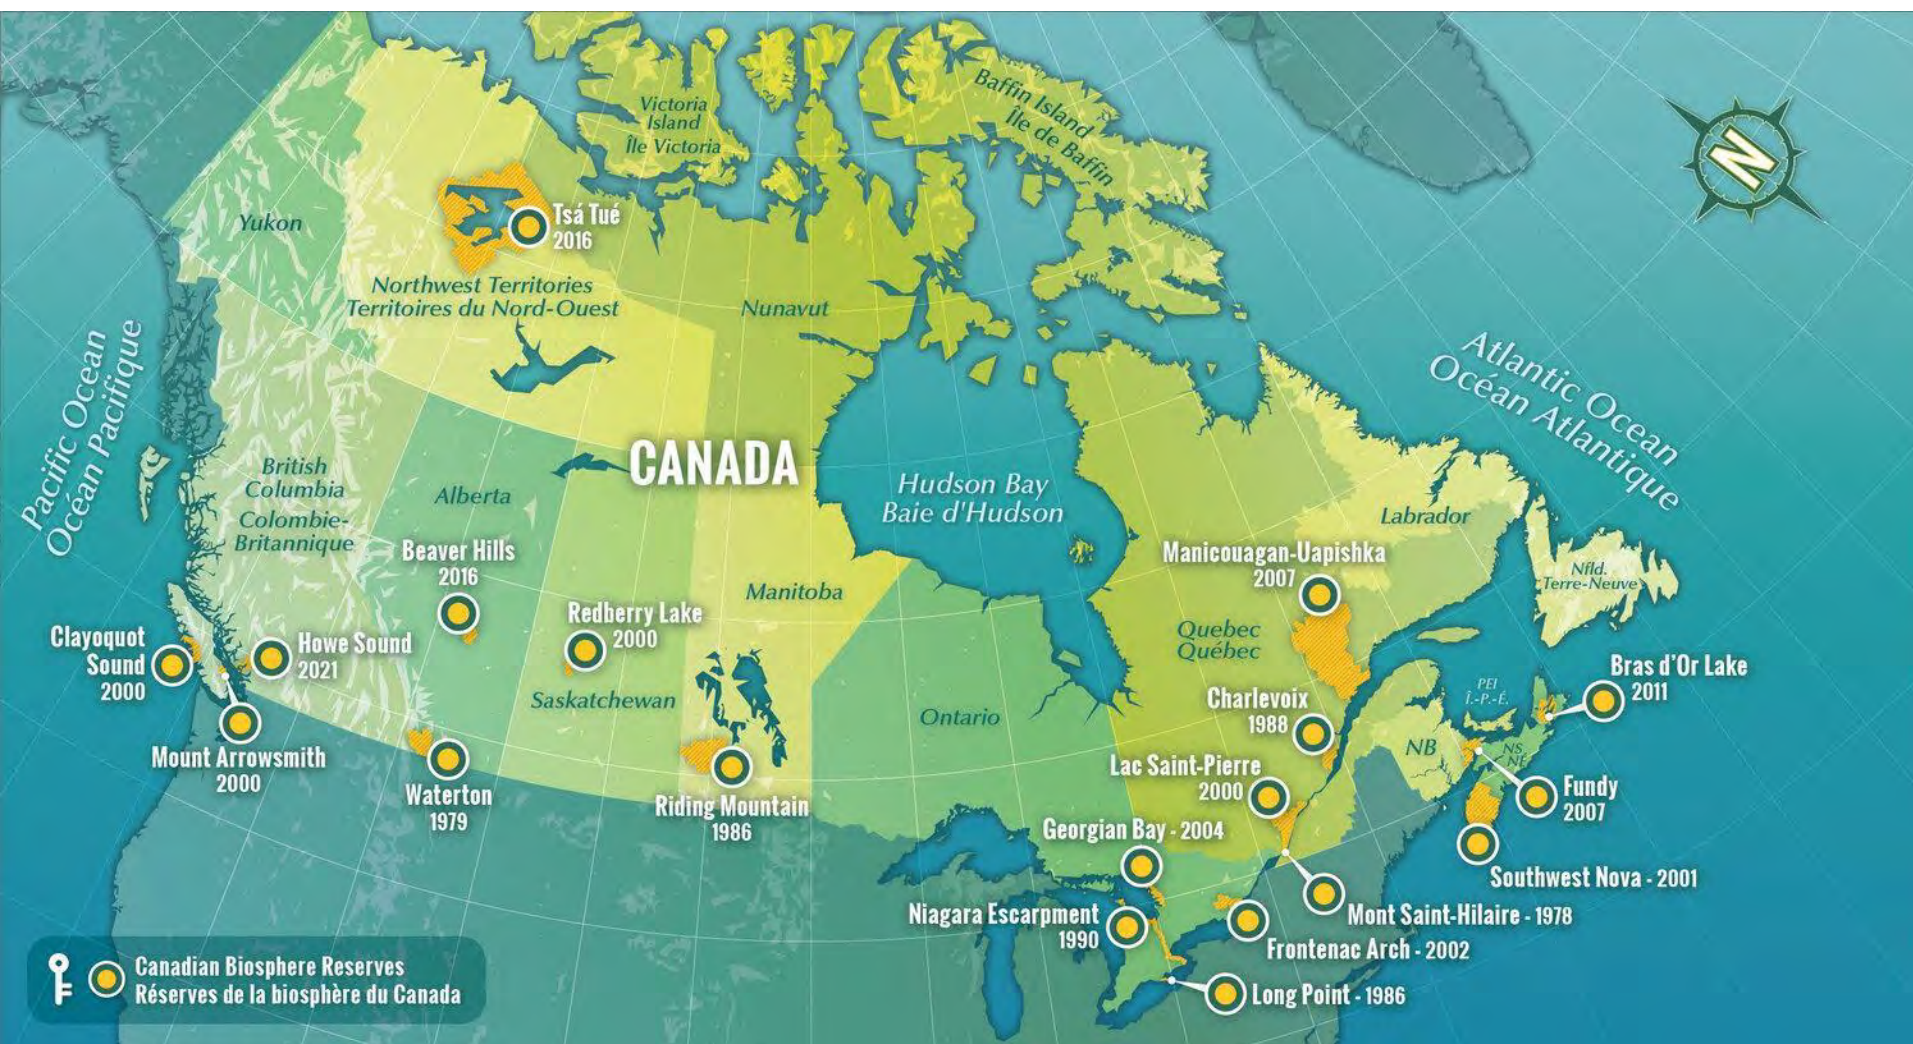 Victoria
Island
Île Victoria
Baffin Island
Île de Baffin
N
Yukon
Tsá Tué
2016
Northwest Territories
Territoires du Nord-Ouest
Nunavut
Pacific Ocean
Océan Pacifique
Atlantic Ocean
Océan Atlantique
CANADA
British
Columbia
Colombie-
Britannique
Alberta
Hudson Bay
Baie d'Hudson
Labrador
Beaver Hills
2016
Manicouagan-Uapishka
2007
Nfld.
Terre-Neuve
Manitoba
Redberry Lake
2000
Quebec
Québec
Clayoquot
Sound
2000
Howe Sound
2021
Bras d'Or Lake
2011
PEI
Î.-P.-É.
Saskatchewan
Charlevoix
1988
Ontario
NB
NS
NÉ
Mount Arrowsmith
2000
Lac Saint-Pierre
2000
Fundy
2007
Waterton
1979
Riding Mountain
1986
Georgian Bay - 2004
Southwest Nova - 2001
Niagara Escarpment
1990
Mont Saint-Hilaire - 1978
Frontenac Arch - 2002
Long Point - 1986
Canadian Biosphere Reserves
Réserves de la biosphère du Canada